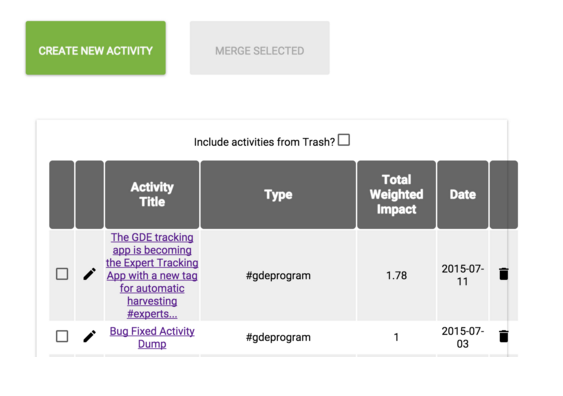 CREATE NEW ACTIVITY
MERGE SELECTED
Include activities from Trash?
Activity
Title
Type
Total
Weighted
Impact
Date
The GDE tracking
app is becoming
the Expert Tracking
App with a new tag
for automatic
harvesting
#experts...
#gdeprogram
1.78
2015-07-
11
Bug Fixed Activity
Dump
#gdeprogram
1
2015-07-
03